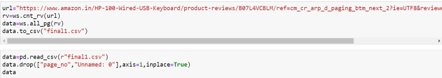 url="https://www.amazon.in/HP-100-Wired-USB-Keyboard/product-reviews/B07L4VCBLM/ref=cm_cr_arp_d_paging_btm_next_2?ie=UTF8&review
rv=ws.cnt_rv(url)
data=ws.all_pg(rv)
data.to_csv("final1.csv")
data=pd.read_csv(r"final1.csv")
data.drop(["page_no","Unnamed: 0"],axis=1,inplace=True)
data